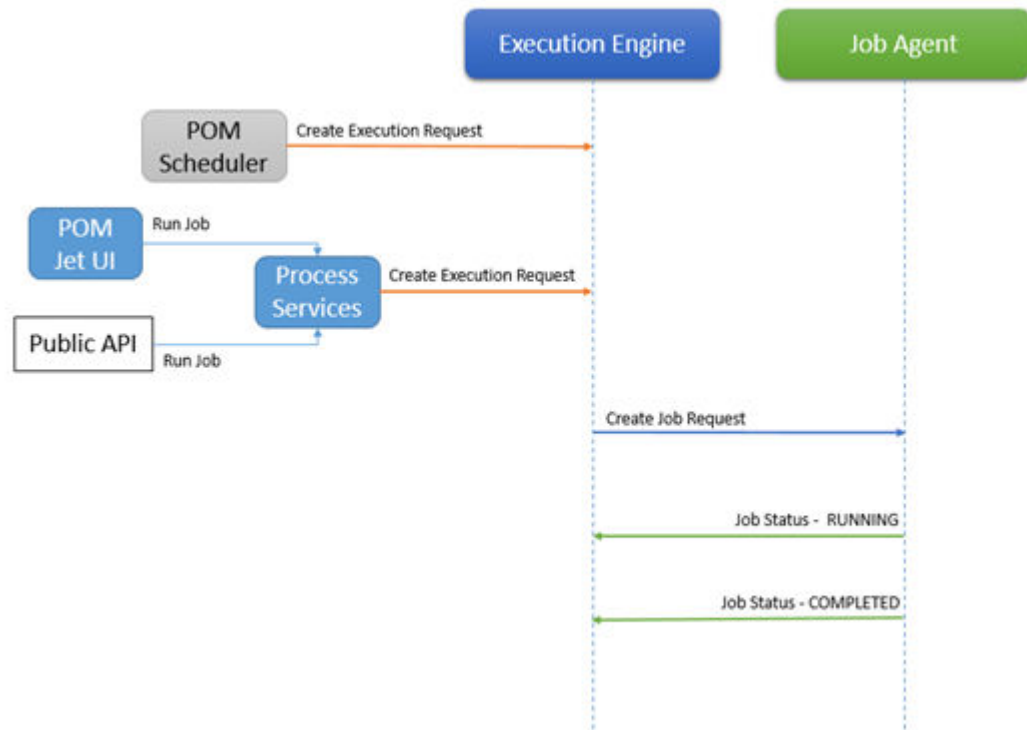 Execution Engine
Job Agent
POM
Scheduler
Create Execution Request
POM
Jet UI
Run Job
Process
Services
Create Execution Request
Public API
Run Job
Create Job Request
Job Status -  RUNNING
Job Status - COMPLETED